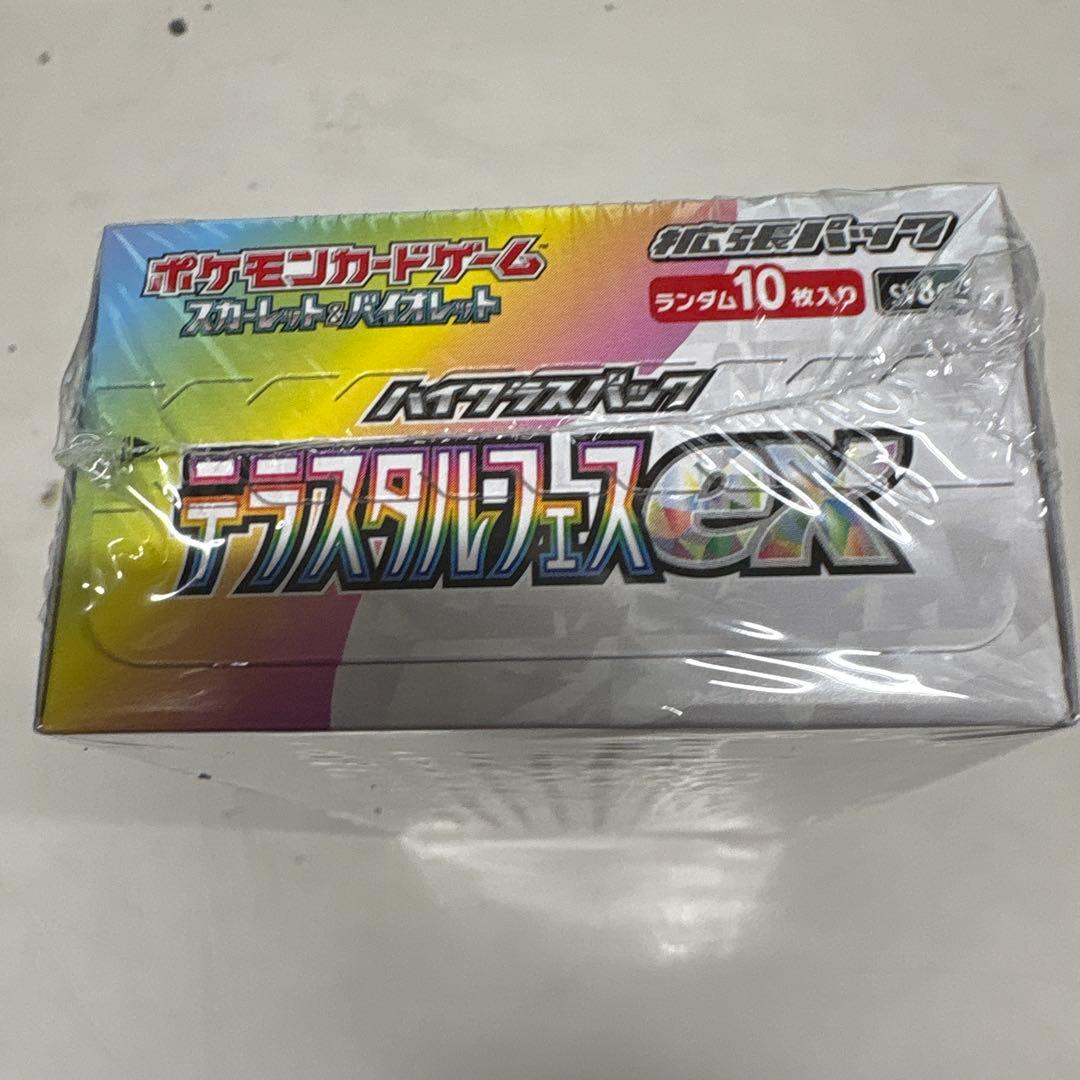 ポケモンカードゲーム™
スカーレット&バイオレット
拡張パック
ランダム10枚入り
ハイクラスパック
テラスタルフェスex